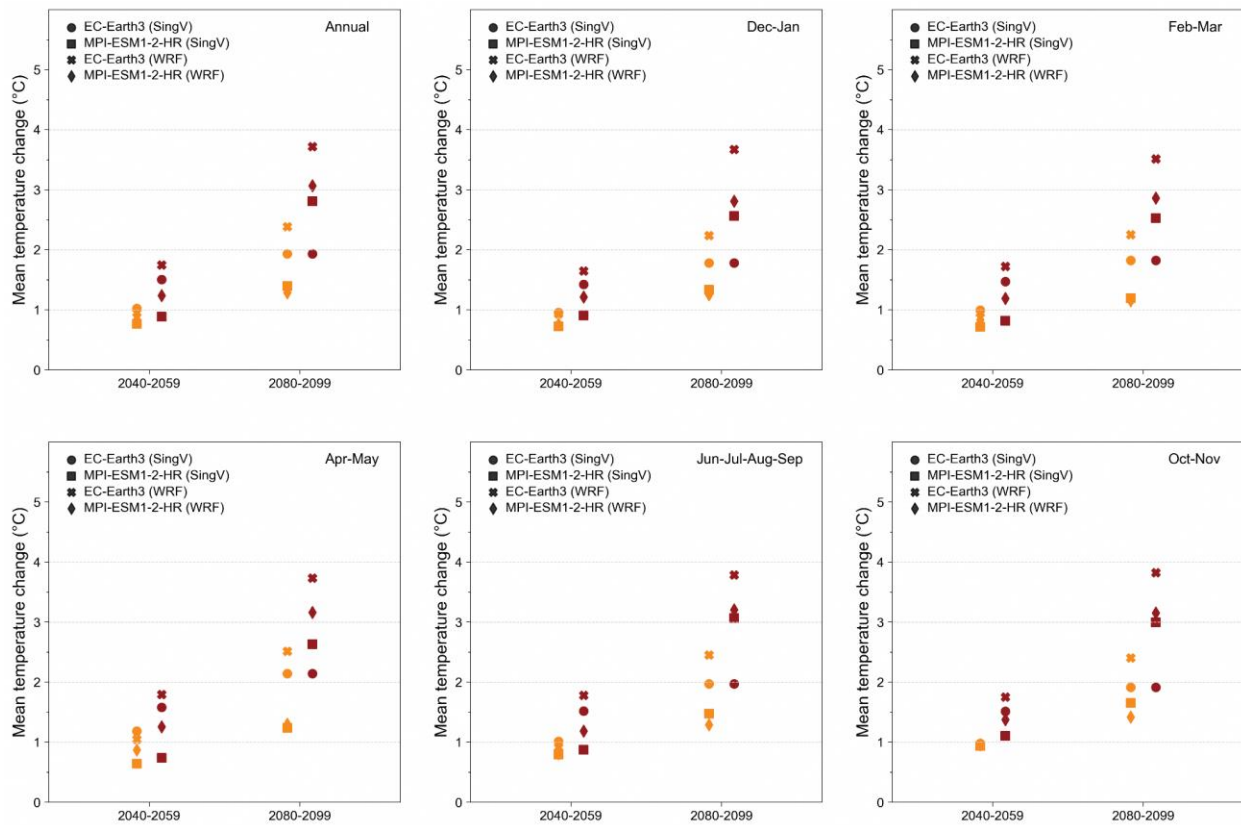 EC-Earth3 (SingV)
MPI-ESM1-2-HR (SingV)
EC-Earth3 (WRF)
MPI-ESM1-2-HR (WRF)
Annual
Mean temperature change (°C)
5
4
3
2
1
0
2040-2059
2080-2099
EC-Earth3 (SingV)
MPI-ESM1-2-HR (SingV)
EC-Earth3 (WRF)
MPI-ESM1-2-HR (WRF)
Dec-Jan
Mean temperature change (°C)
5
4
3
2
1
0
2040-2059
2080-2099
EC-Earth3 (SingV)
MPI-ESM1-2-HR (SingV)
EC-Earth3 (WRF)
MPI-ESM1-2-HR (WRF)
Feb-Mar
Mean temperature change (°C)
5
4
3
2
1
0
2040-2059
2080-2099
EC-Earth3 (SingV)
MPI-ESM1-2-HR (SingV)
EC-Earth3 (WRF)
MPI-ESM1-2-HR (WRF)
Apr-May
Mean temperature change (°C)
5
4
3
2
1
0
2040-2059
2080-2099
EC-Earth3 (SingV)
MPI-ESM1-2-HR (SingV)
EC-Earth3 (WRF)
MPI-ESM1-2-HR (WRF)
Jun-Jul-Aug-Sep
Mean temperature change (°C)
5
4
3
2
1
0
2040-2059
2080-2099
EC-Earth3 (SingV)
MPI-ESM1-2-HR (SingV)
EC-Earth3 (WRF)
MPI-ESM1-2-HR (WRF)
Oct-Nov
Mean temperature change (°C)
5
4
3
2
1
0
2040-2059
2080-2099